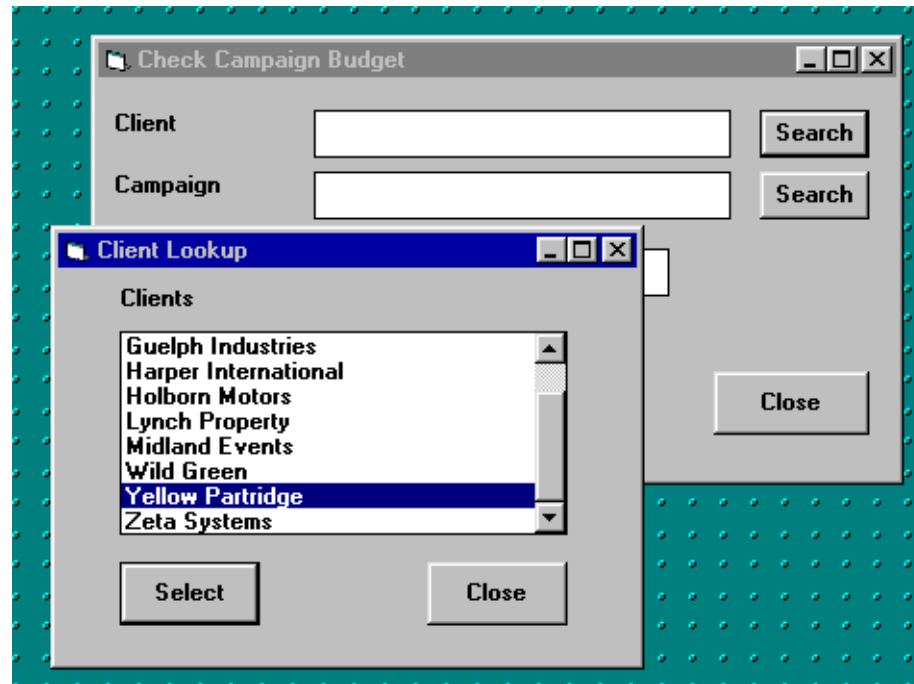 Check Campaign Budget
Client
Search
Campaign
Search
Client Lookup
Clients
Guelph Industries
Harper International
Holborn Motors
Lynch Property
Midland Events
Wild Green
Yellow Partridge
Zeta Systems
Close
Select
Close